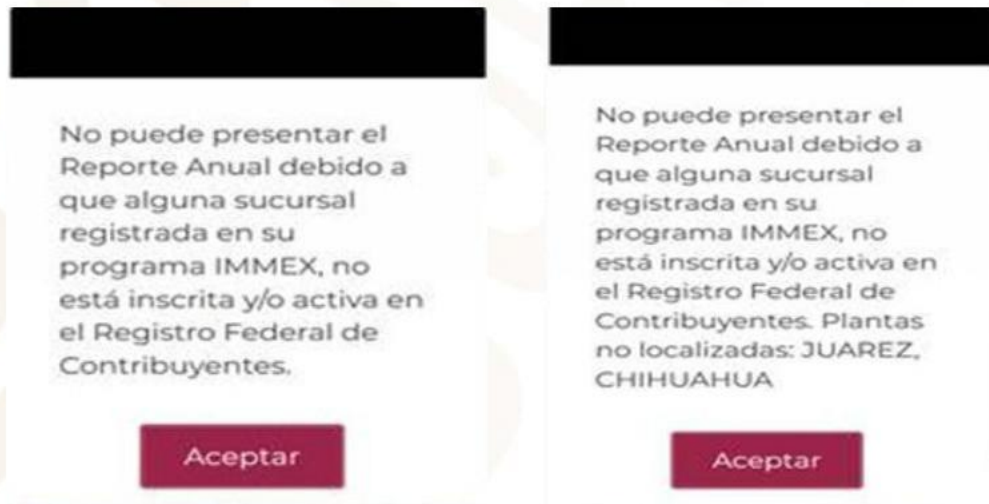 No puede presentar el
Reporte Anual debido a
que alguna sucursal
registrada en su
programa IMMEX, no
está inscrita y/o activa en
el Registro Federal de
Contribuyentes.
Aceptar
No puede presentar el
Reporte Anual debido a
que alguna sucursal
registrada en su
programa IMMEX, no
está inscrita y/o activa en
el Registro Federal de
Contribuyentes. Plantas
no localizadas: JUAREZ,
CHIHUAHUA
Aceptar